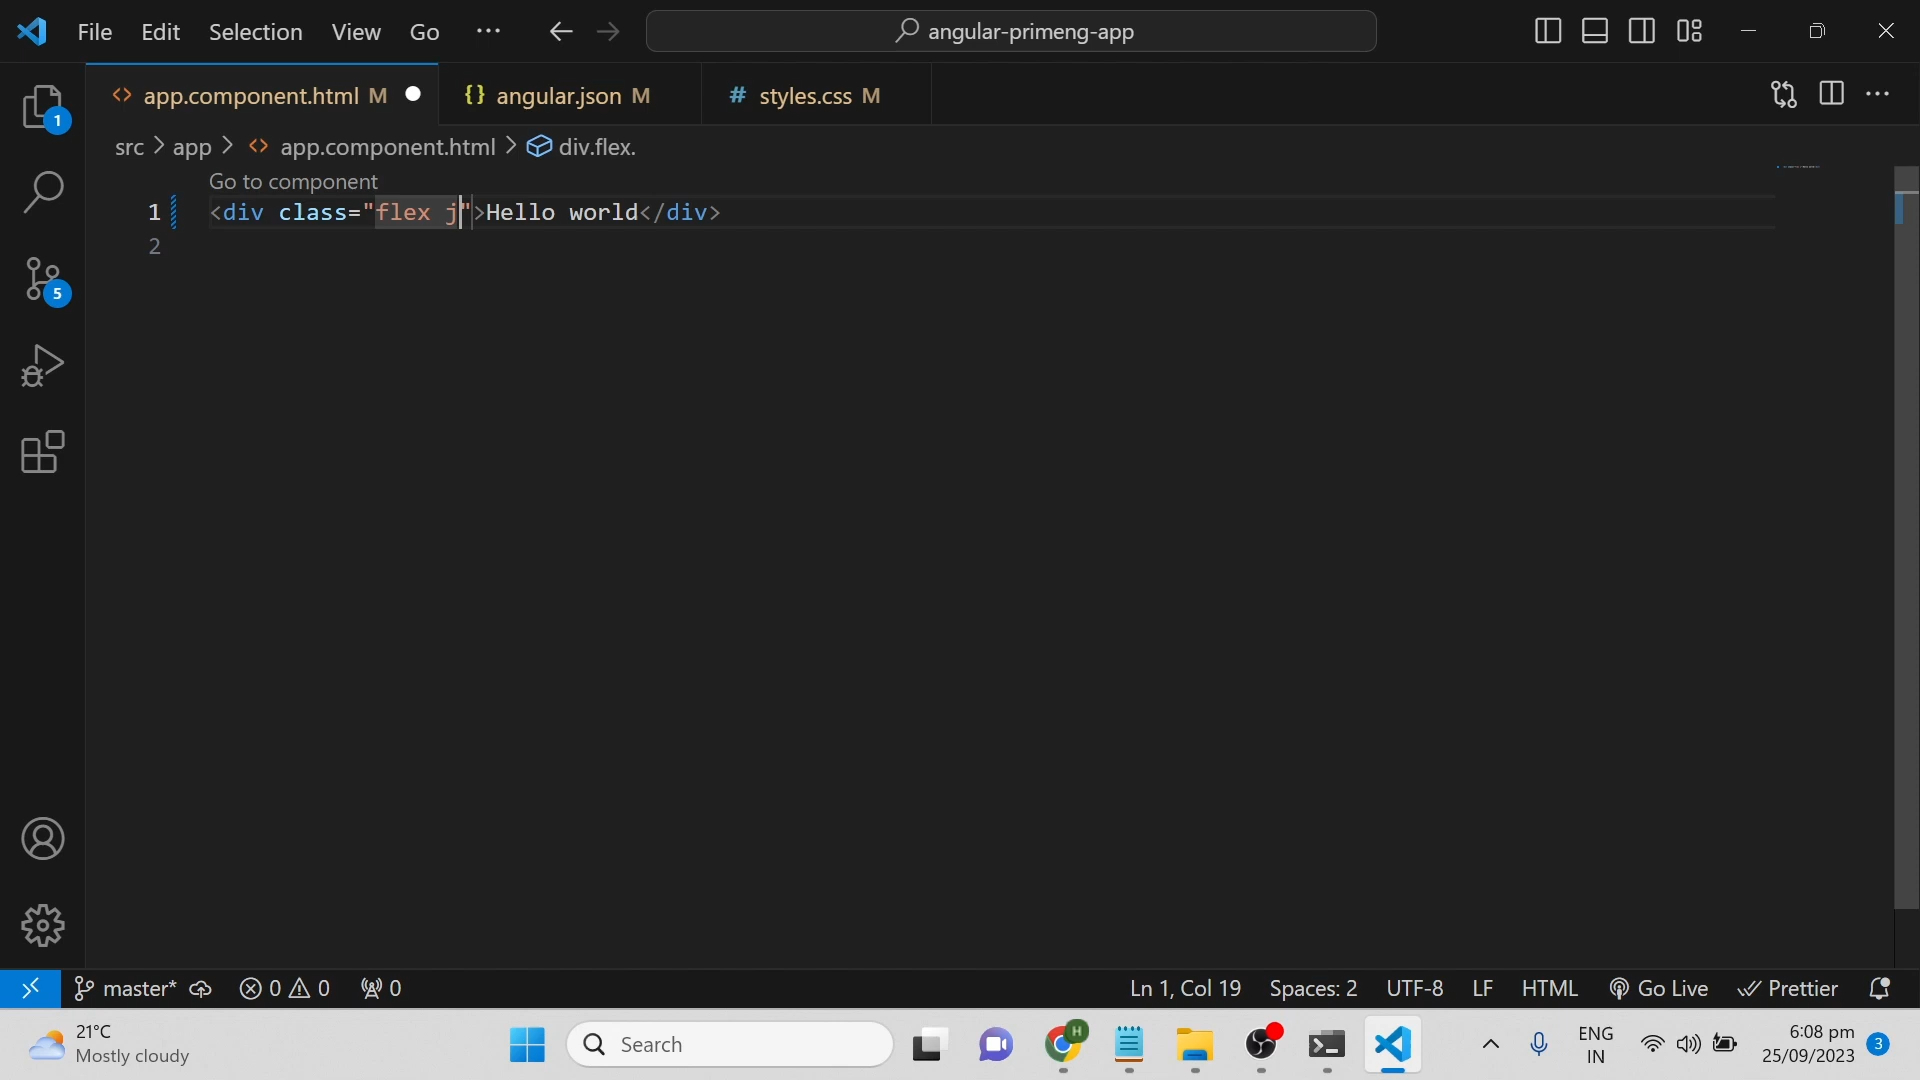 File Edit Selection View Go ··· angular-primeng-app
app.component.html M {} angular.json M # styles.css M
1
src > app > app.component.html > div.flex.
Go to component
1 <div class="flex j">Hello world</div>
2
5
master* 0 0 0 Ln 1, Col 19 Spaces: 2 UTF-8 LF HTML Go Live Prettier
21°C
Mostly cloudy
Search
H
ENG
IN
6:08 pm
25/09/2023
3